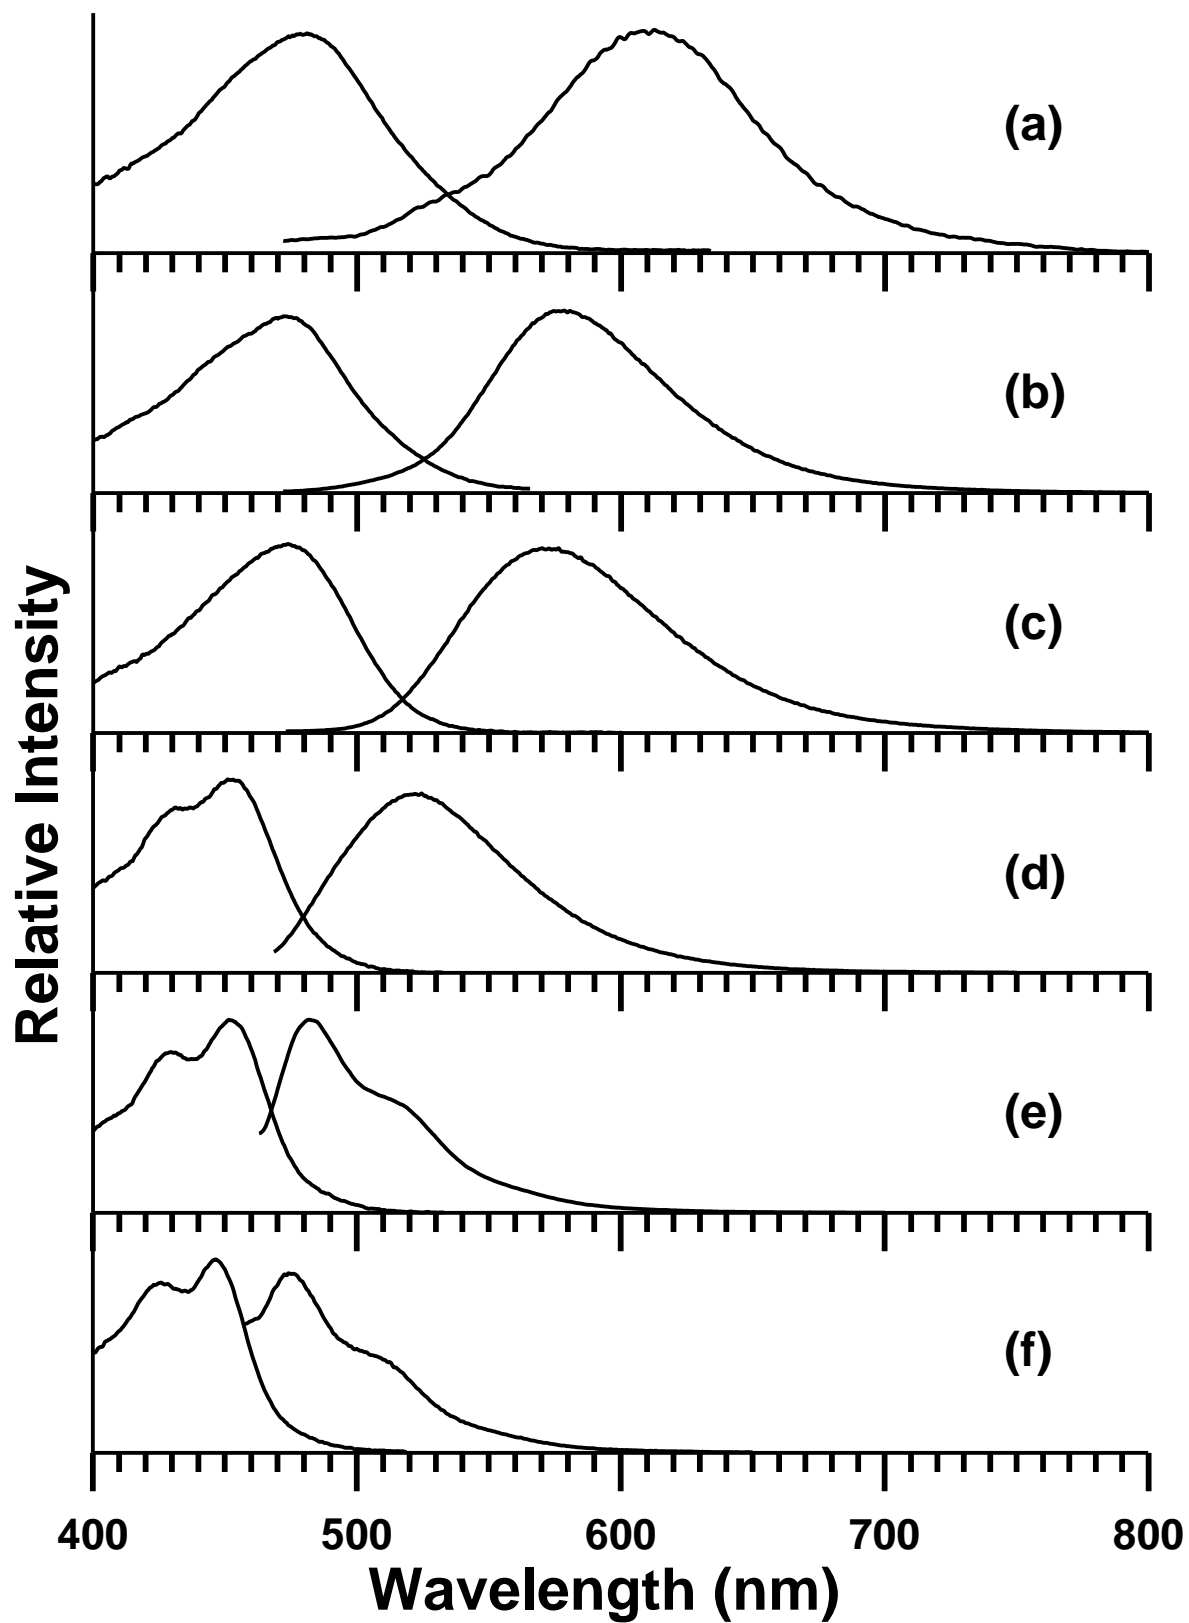 (a)
(b)
(c)
(d)
(e)
(f)
Relative Intensity
400 500 600 700 800
Wavelength (nm)